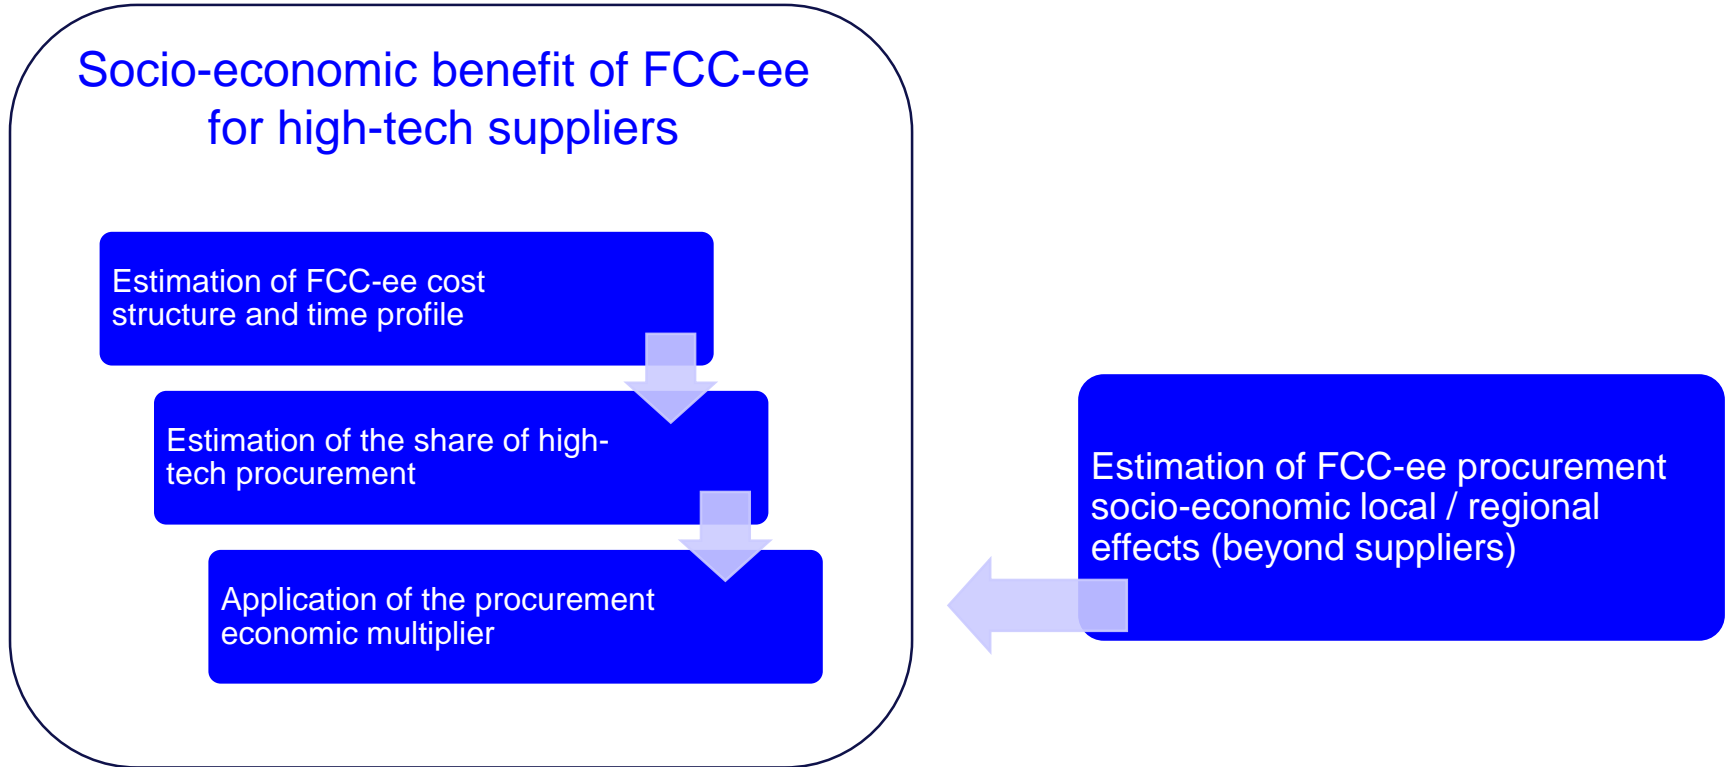 Socio-economic benefit of FCC-ee
for high-tech suppliers
Estimation of FCC-ee cost
structure and time profile
Estimation of the share of high-
tech procurement
Application of the procurement
economic multiplier
Estimation of FCC-ee procurement
socio-economic local / regional
effects (beyond suppliers)